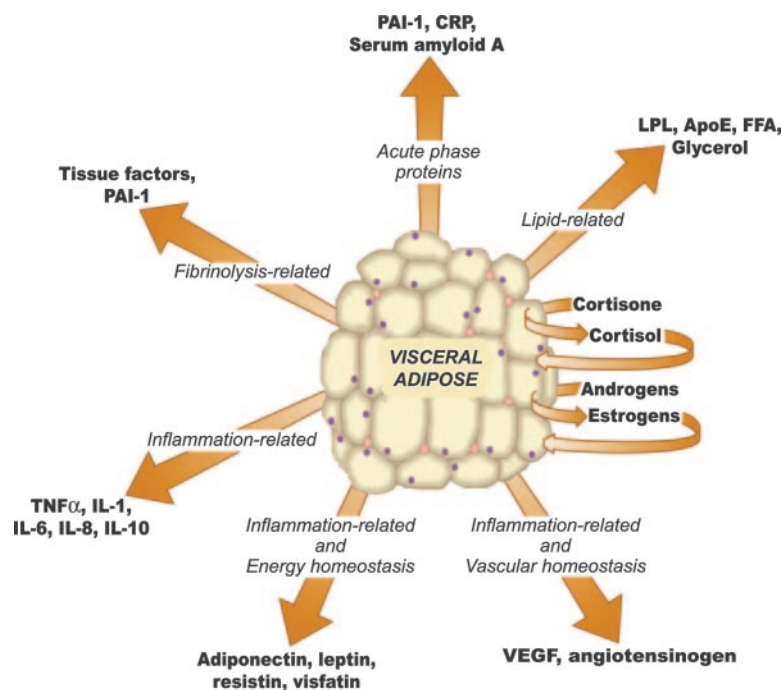 PAI-1, CRP,
Serum amyloid A
Acute phase
proteins
LPL, ApoE, FFA,
Glycerol
Lipid-related
Tissue factors,
PAI-1
Fibrinolysis-related
Cortisone
Cortisol
VISCERAL
ADIPOSE
Androgens
Estrogens
Inflammation-related
TNFα, IL-1,
IL-6, IL-8, IL-10
Inflammation-related
and
Energy homeostasis
Adiponectin, leptin,
resistin, visfatin
Inflammation-related
and
Vascular homeostasis
VEGF, angiotensinogen